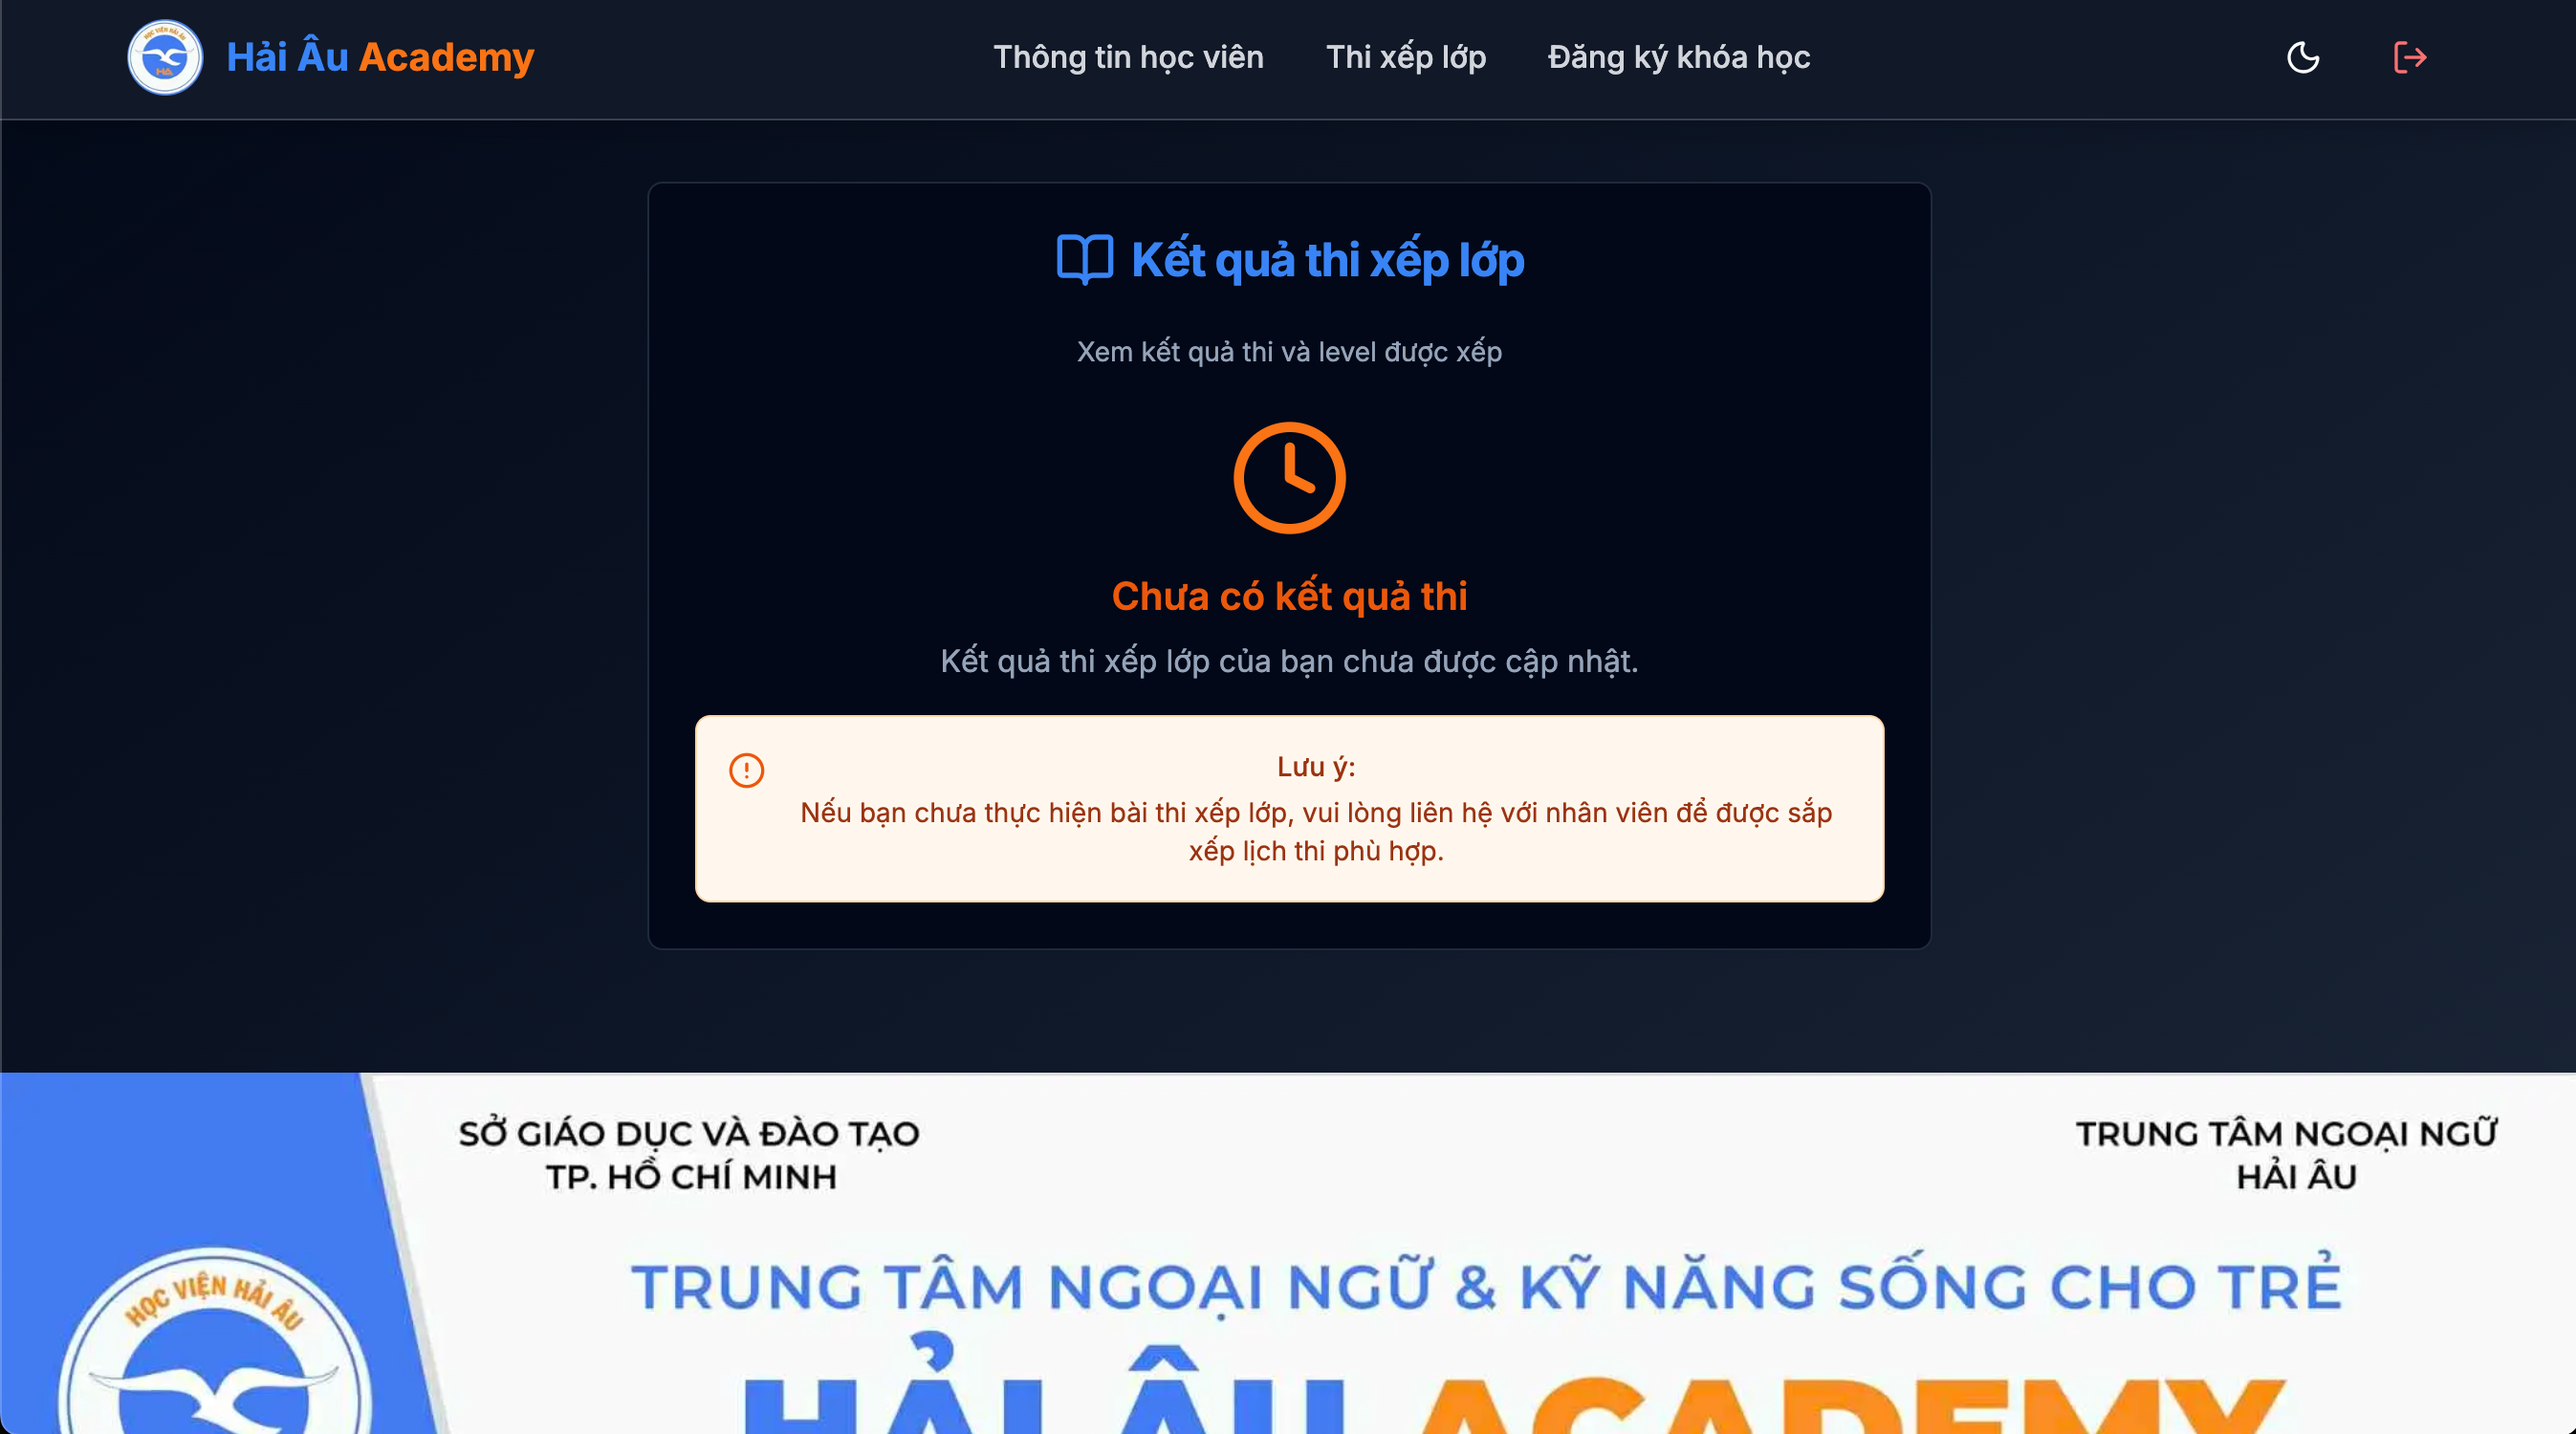 Hải Âu Academy
Thông tin học viên
Thi xếp lớp
Đăng ký khóa học
Kết quả thi xếp lớp
Xem kết quả thi và level được xếp
Chưa có kết quả thi
Kết quả thi xếp lớp của bạn chưa được cập nhật.
Lưu ý:
Nếu bạn chưa thực hiện bài thi xếp lớp, vui lòng liên hệ với nhân viên để được sắp
xếp lịch thi phù hợp.
SỞ GIÁO DỤC VÀ ĐÀO TẠO
TP. HỒ CHÍ MINH
TRUNG TÂM NGOẠI NGỮ
HẢI ÂU
HỌC VIỆN HẢI ÂU
TRUNG TÂM NGOẠI NGỮ & KỸ NĂNG SỐNG CHO TRẺ
HẢI ÂU ACADEMY